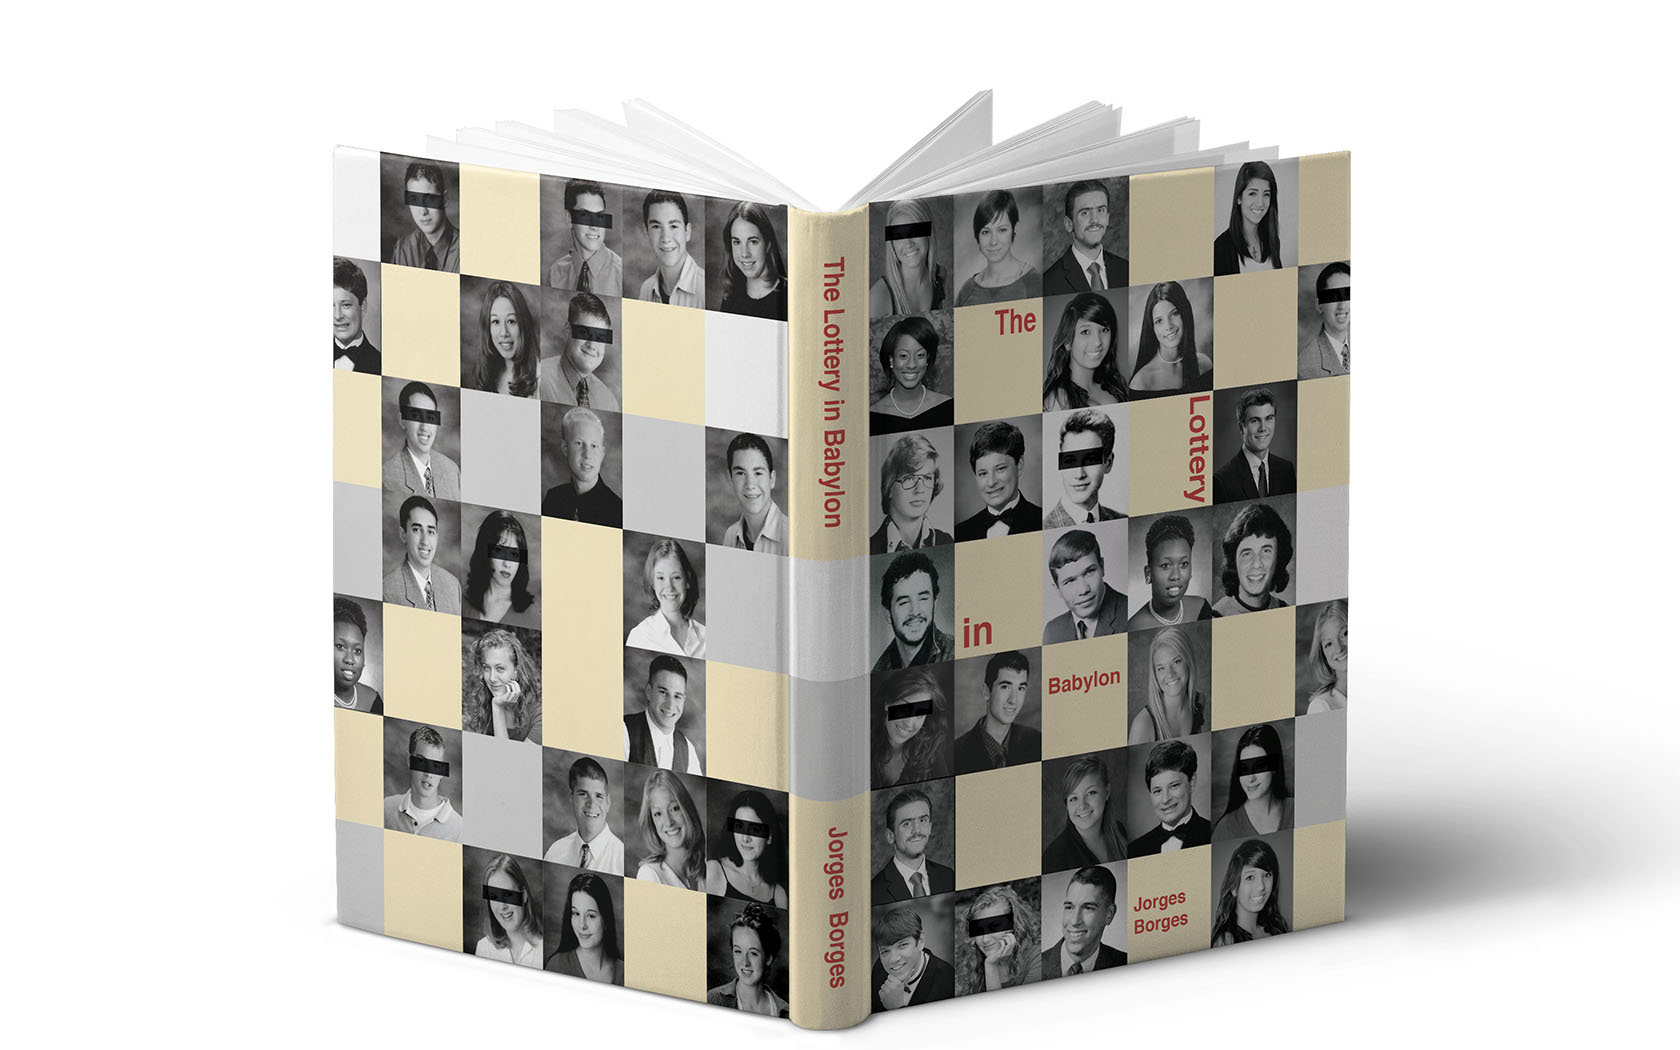 The Lottery in Babylon
Jorges Borges
The
Lottery
in
Babylon
Jorges
Borges